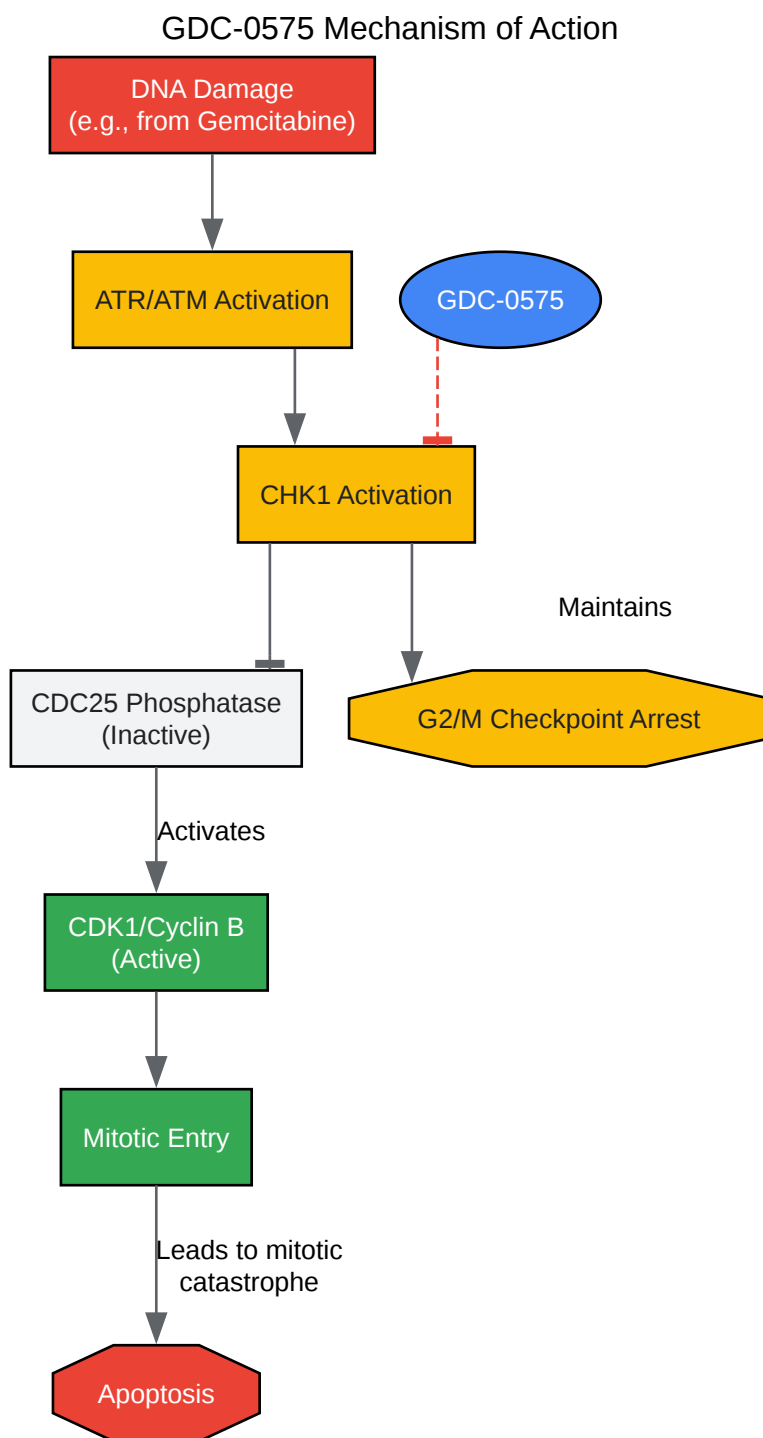 GDC-0575 Mechanism of Action
DNA Damage
(e.g., from Gemcitabine)
ATR/ATM Activation
GDC-0575
CHK1 Activation
Maintains
CDC25 Phosphatase
(Inactive)
G2/M Checkpoint Arrest
Activates
CDK1/Cyclin B
(Active)
Mitotic Entry
Leads to mitotic
catastrophe
Apoptosis